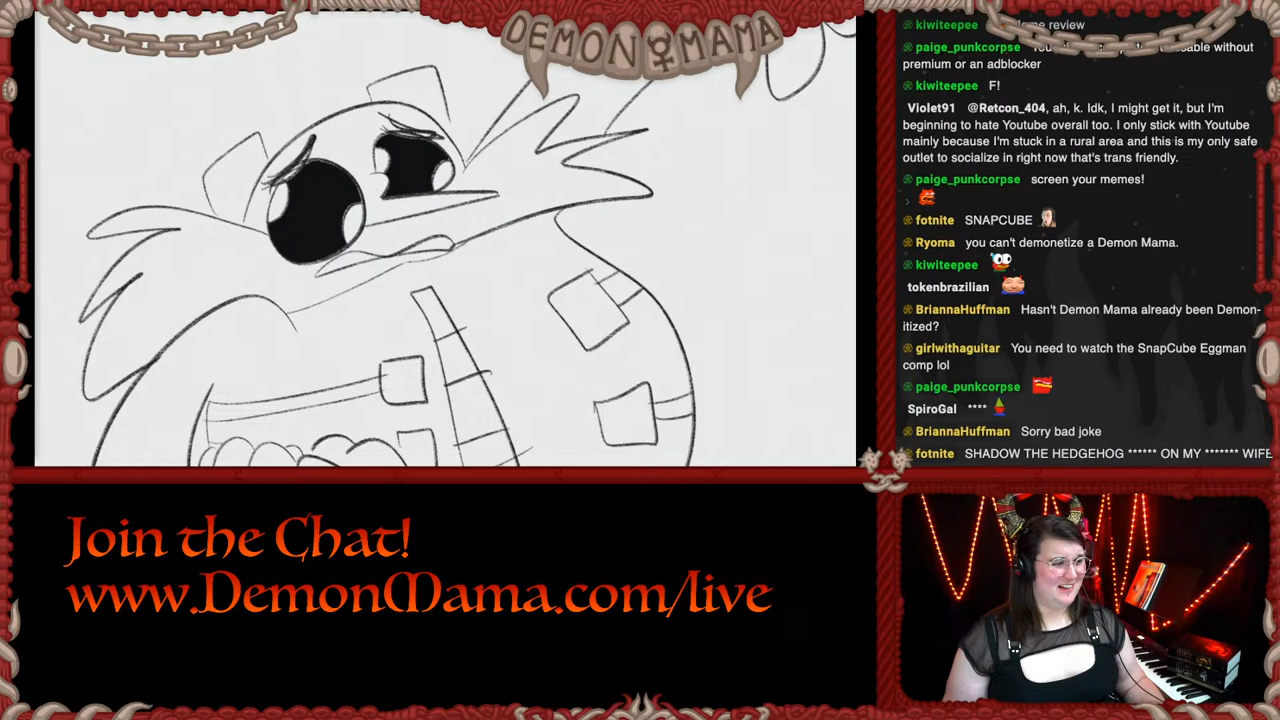 DEMON MAMA
kiwiteepee review
paige_punkcorpse without
premium or an adblocker
kiwiteepee F!
Violet91 @Retcon_404, ah, k. Idk, I might get it, but I'm
beginning to hate Youtube overall too. I only stick with Youtube
mainly because I'm stuck in a rural area and this is my only safe
outlet to socialize in right now that's trans friendly.
paige_punkcorpse screen your memes!
fotnite SNAPCUBE
Ryoma you can't demonetize a Demon Mama.
kiwiteepee
tokenbrazilian
BriannaHuffman Hasn't Demon Mama already been Demon-
itized?
girlwithaguitar You need to watch the SnapCube Eggman
comp lol
paige_punkcorpse
SpiroGal ****
BriannaHuffman Sorry bad joke
fotnite SHADOW THE HEDGEHOG ****** ON MY ******* WIFE
Join the Chat!
www.DemonMama.com/live